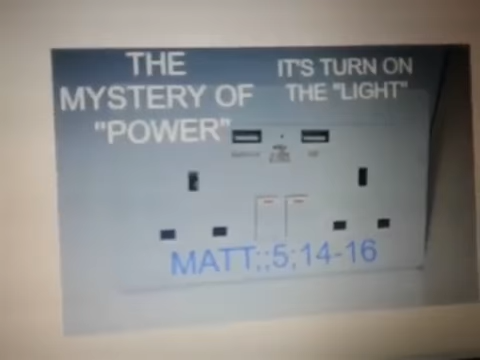 THE
MYSTERY OF
"POWER"
IT'S TURN ON
THE "LIGHT"
MATT;;5;14-16